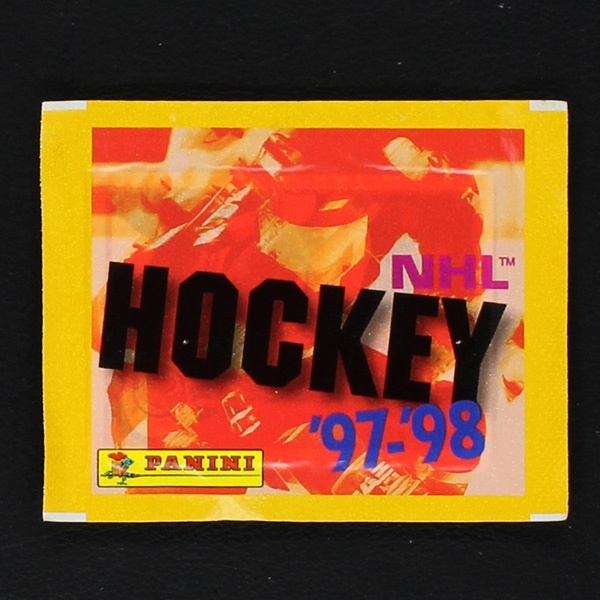 NHL™
HOCKEY
'97-'98
PANINI